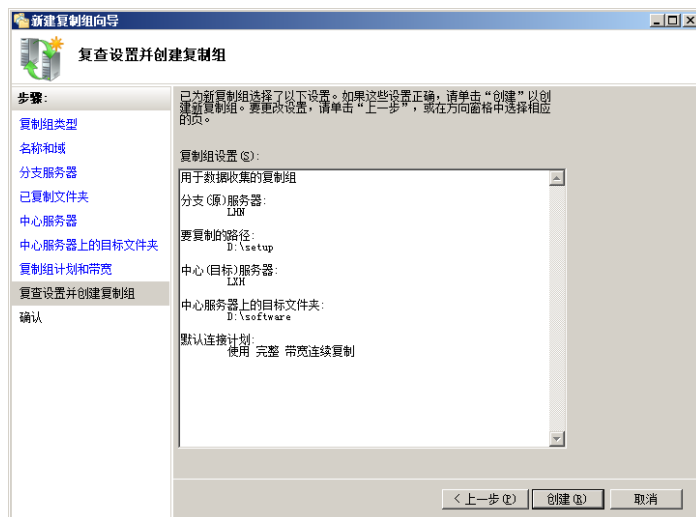 新建复制组向导
复查设置并创建复制组
步骤:
复制组类型
名称和域
分支服务器
已复制文件夹
中心服务器
中心服务器上的目标文件夹
复制组计划和带宽
复查设置并创建复制组
确认
已为新复制组选择了以下设置。如果这些设置正确，请单击“创建”以创
建新复制组。要更改设置，请单击“上一步”，或在方向窗格中选择相应
的页。
复制组设置(S):
用于数据收集的复制组
分支(源)服务器:
LHN
要复制的路径:
D:\setup
中心(目标)服务器:
LXH
中心服务器上的目标文件夹:
D:\software
默认连接计划:
使用 完整 带宽连续复制
< 上一步(P)
创建(R)
取消